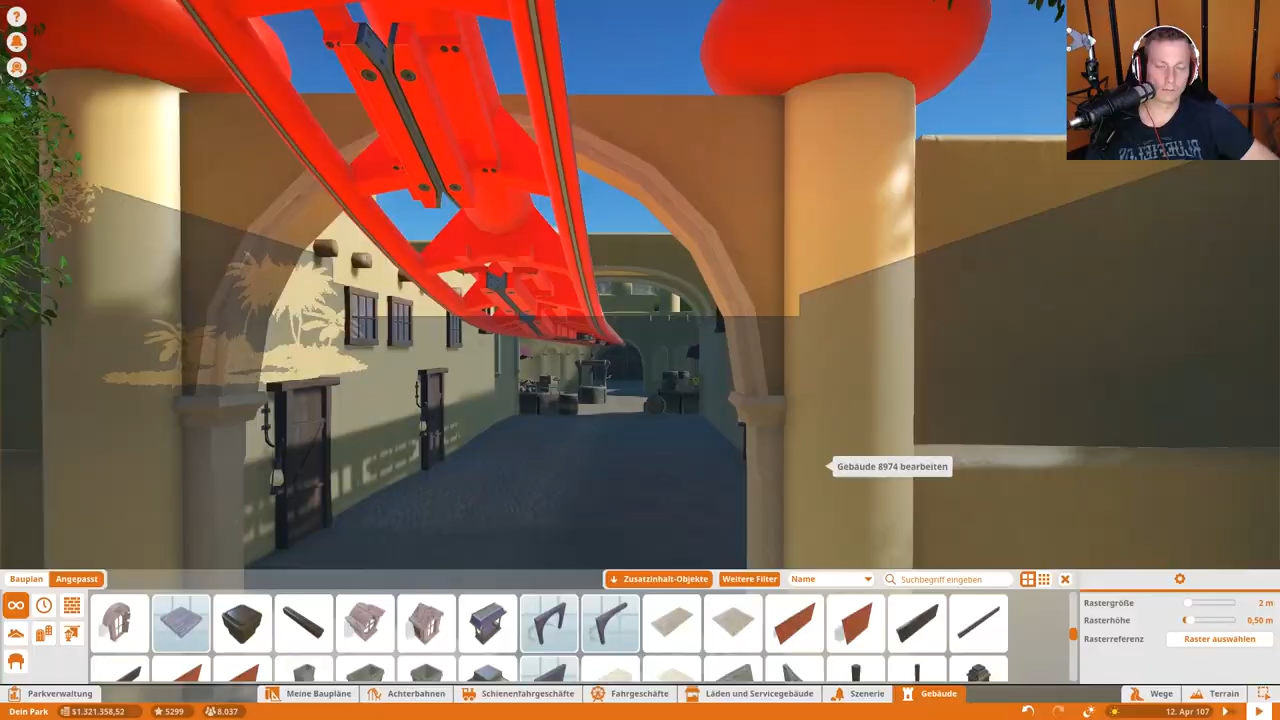 ?
Gebäude 8974 bearbeiten
Bauplan Angepasst Zusatzinhalt-Objekte Weitere Filter Name Suchbegriff eingeben
Rastergröße 2 m
Rasterhöhe 0,50 m
Rasterreferenz Raster auswählen
Parkverwaltung Meine Baupläne Achterbahnen Schienenfahrgeschäfte Fahrgeschäfte Läden und Servicegebäude Szenerie Gebäude Wege Terrain
Dein Park $1.321.358,52 5299 8.037 12. Apr 107